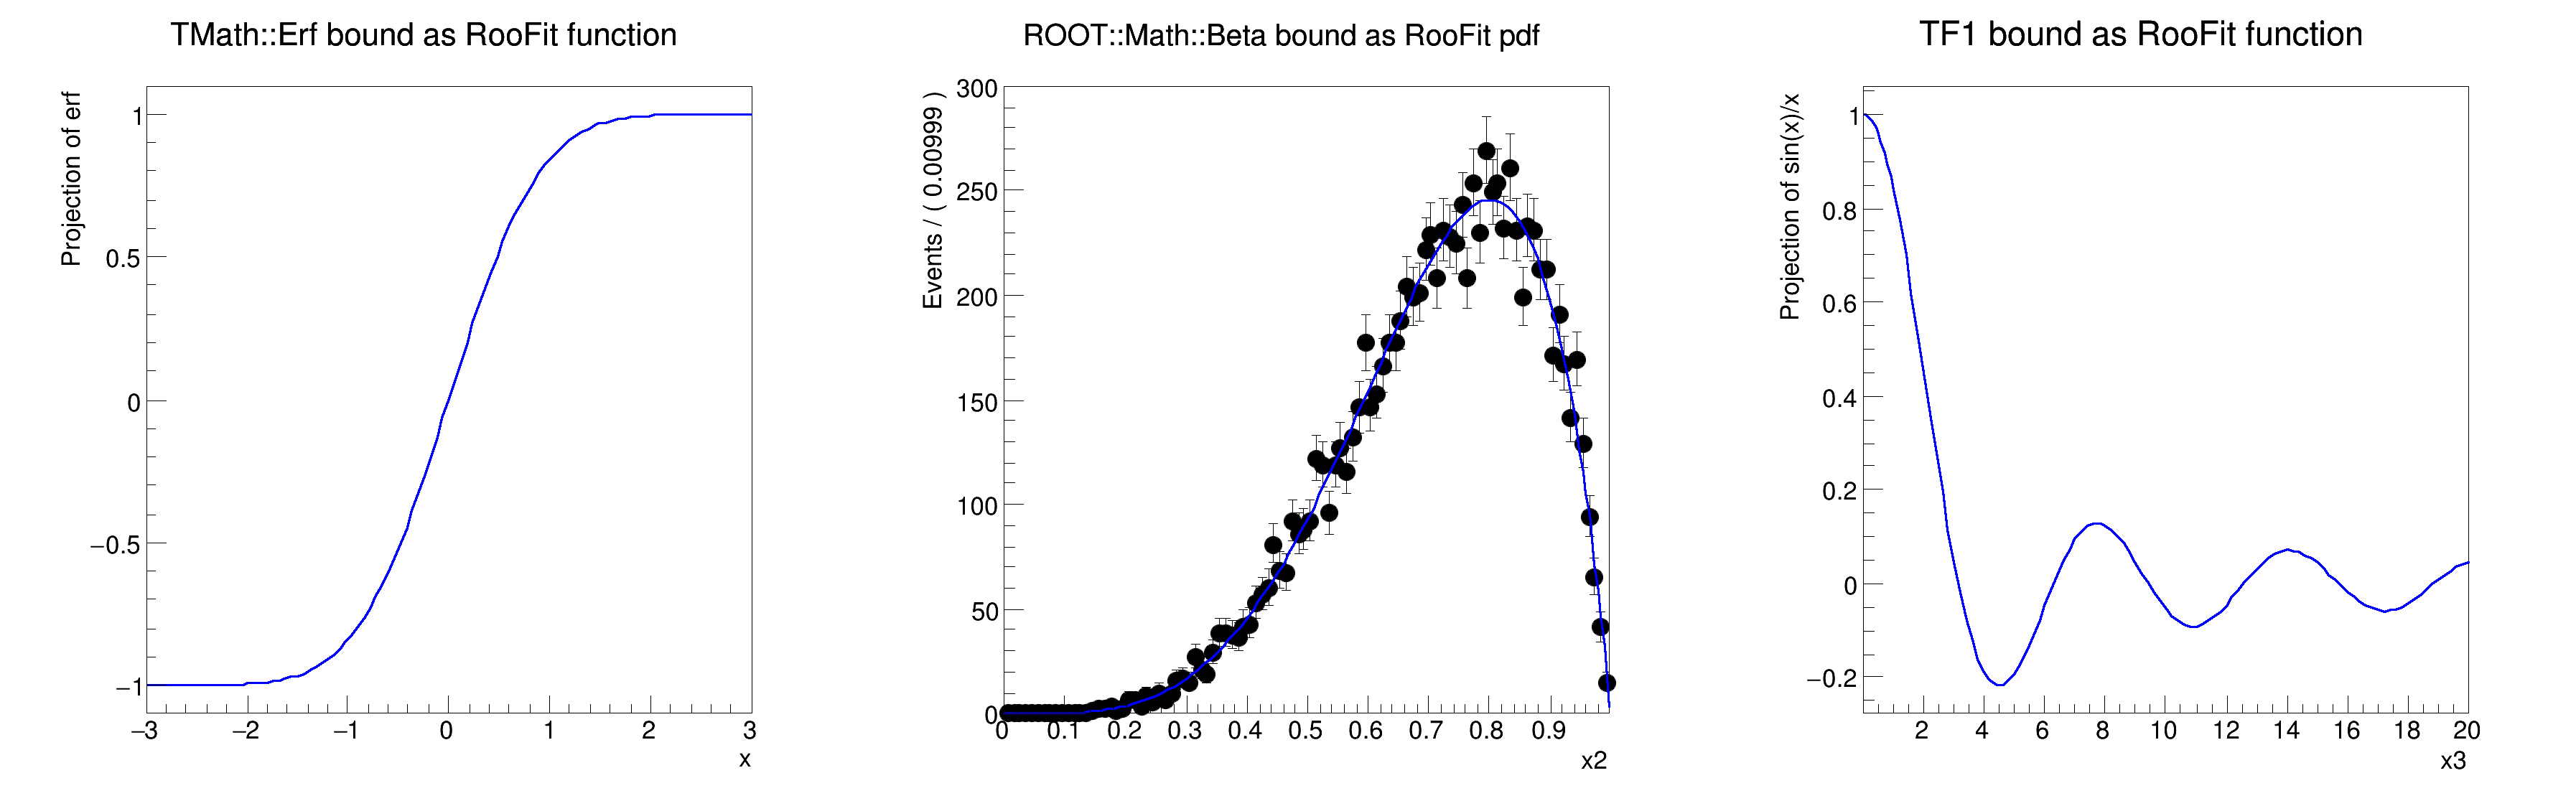 TMath::Erf bound as RooFit function
Projection of erf
1
0.5
0
−0.5
−1
−3 −2 −1 0 1 2 3
x
ROOT::Math::Beta bound as RooFit pdf
Events / ( 0.00999 )
300
250
200
150
100
50
0
0 0.1 0.2 0.3 0.4 0.5 0.6 0.7 0.8 0.9
x2
TF1 bound as RooFit function
Projection of sin(x)/x
1
0.8
0.6
0.4
0.2
0
−0.2
2 4 6 8 10 12 14 16 18 20
x3